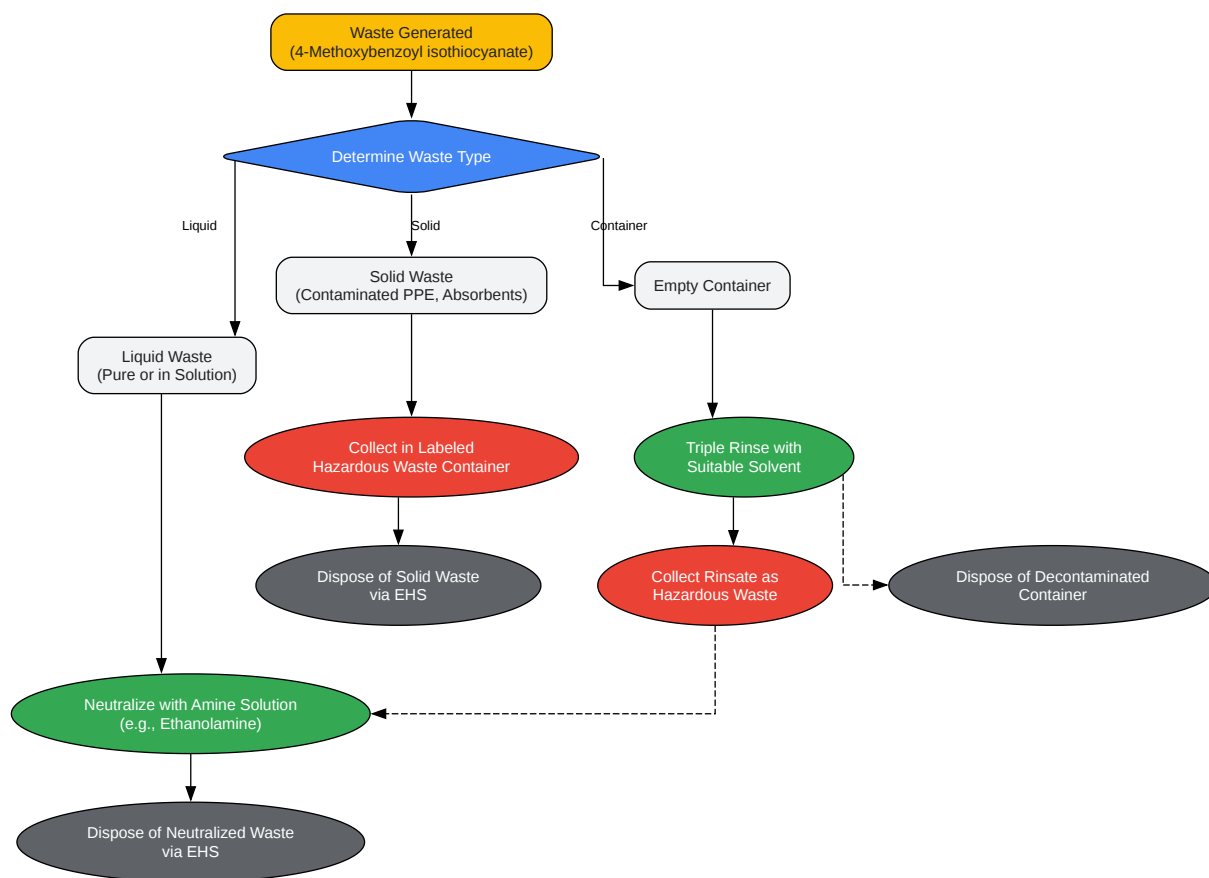 Waste Generated
(4-Methoxybenzoyl isothiocyanate)
Determine Waste Type
Liquid
Solid
Container
Solid Waste
(Contaminated PPE, Absorbents)
Empty Container
Liquid Waste
(Pure or in Solution)
Collect in Labeled
Hazardous Waste Container
Triple Rinse with
Suitable Solvent
Dispose of Solid Waste
via EHS
Collect Rinsate as
Hazardous Waste
Dispose of Decontaminated
Container
Neutralize with Amine Solution
(e.g., Ethanolamine)
Dispose of Neutralized Waste
via EHS